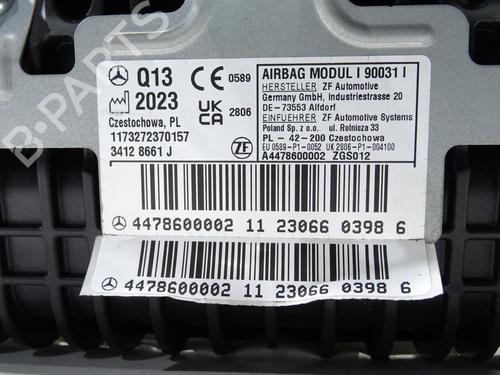 B-PARTS
Q13 CE 0589
2023 UK CA 2806
Czestochowa, PL
1173272370157
3412 8661 J ZF
AIRBAG MODUL I 90031 I
HERSTELLER ZF Automotive
Germany GmbH, Industriestrasse 20
DE-73553 Alfdorf
EINFUEHRER ZF Automotive Systems
Poland Sp. z o.o. ul. Rolnicza 33
PL - 42-200 Czestochowa
EU 0589-P1-0052 UK 2806-P1-004100
A4478600002 ZGS012
4478600002 11 23066 0398 6
4478600002 11 23066 0398 6